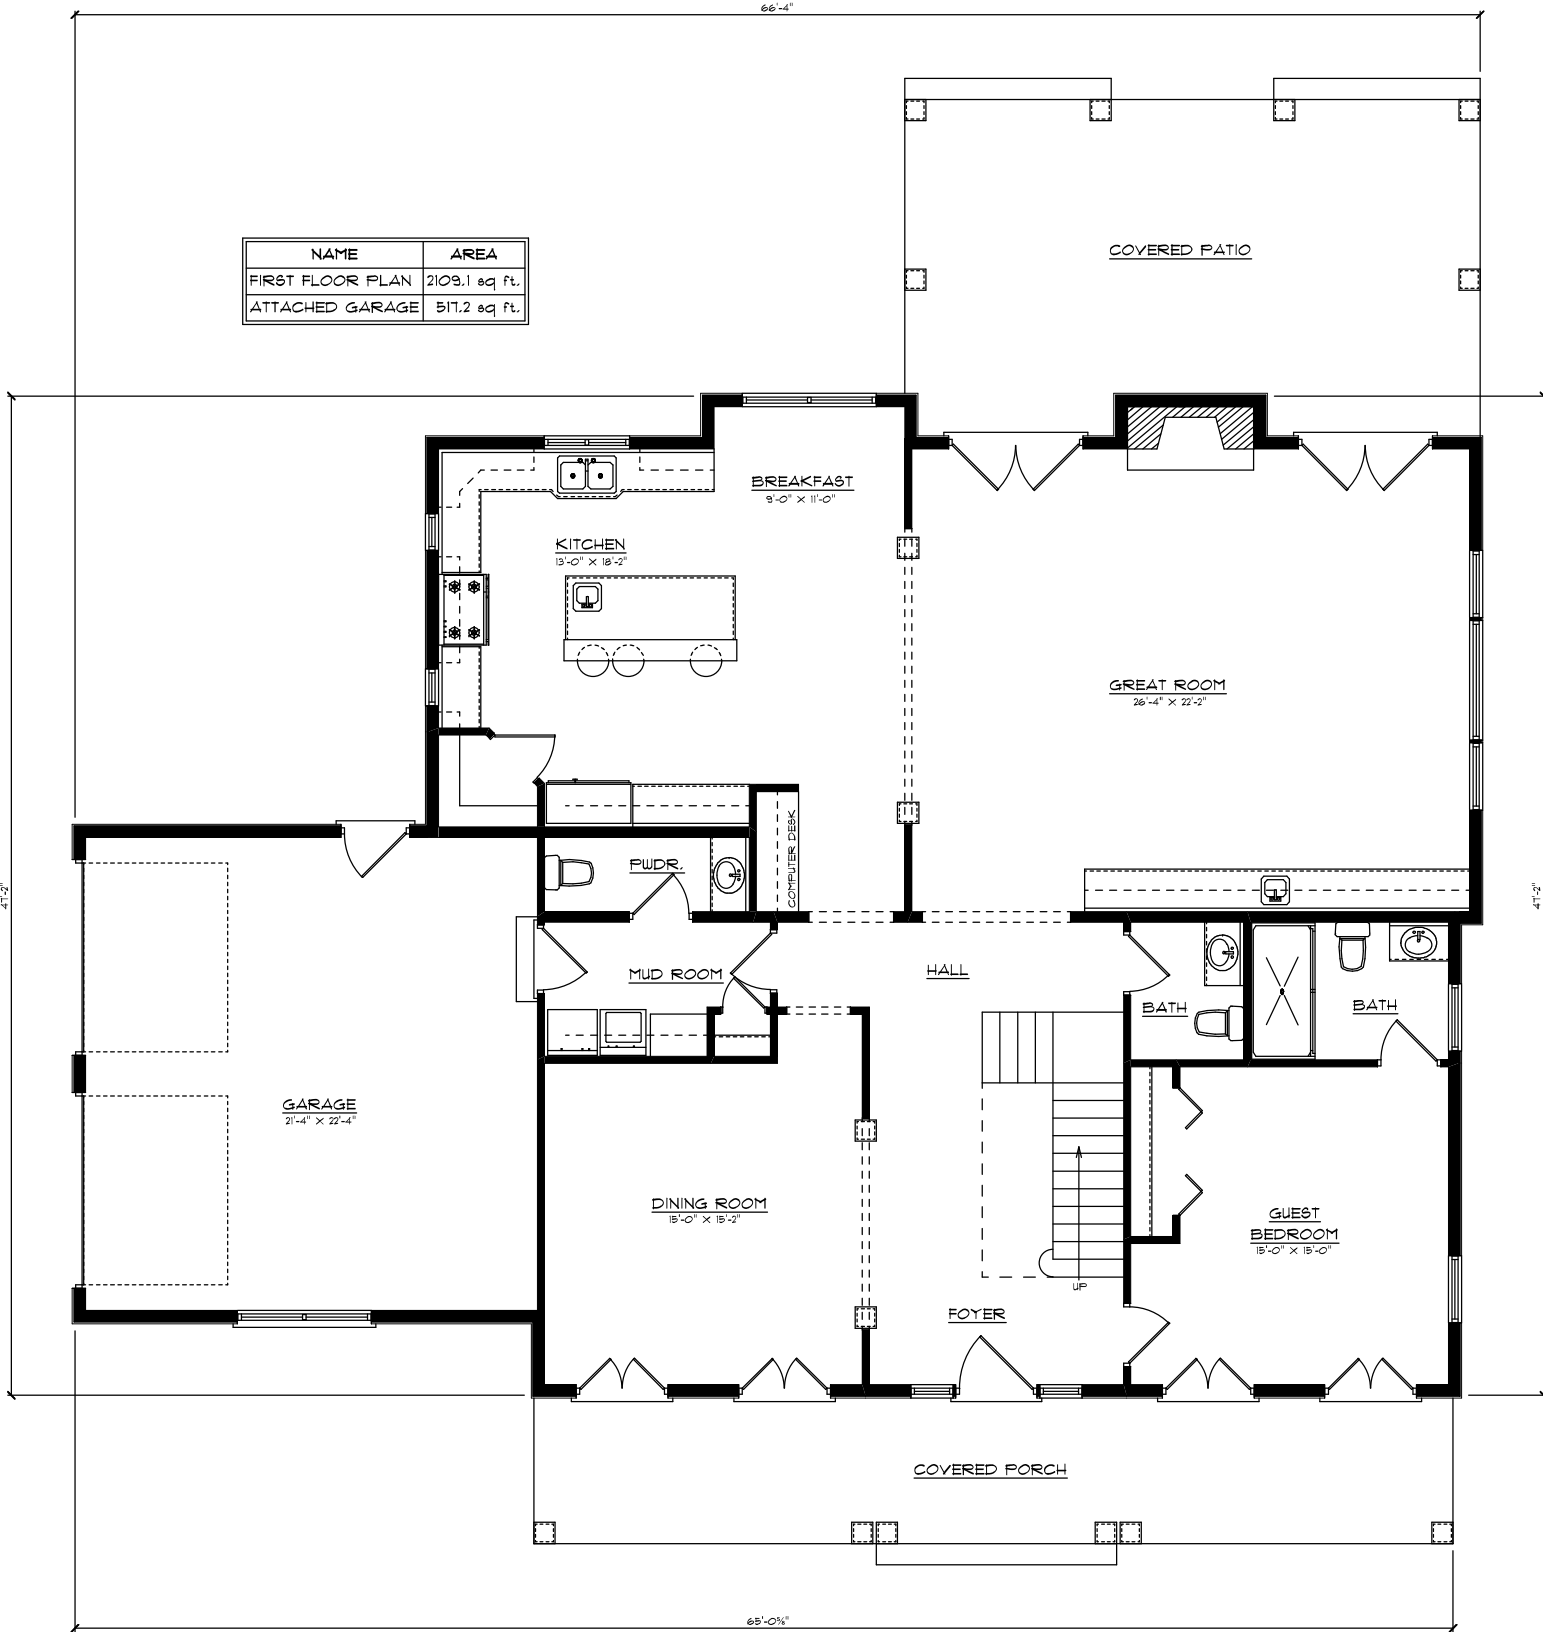 66'-4"
COVERED PATIO
NAME AREA
FIRST FLOOR PLAN 2109.1 sq ft.
ATTACHED GARAGE 517.2 sq ft.
BREAKFAST
9'-0" X 11'-0"
KITCHEN
13'-0" X 18'-2"
GREAT ROOM
26'-4" X 22'-2"
COMPUTER DESK
PWDR.
47'-2"
47'-2"
MUD ROOM
HALL
BATH
BATH
GARAGE
21'-4" X 22'-4"
DINING ROOM
15'-0" X 15'-2"
GUEST
BEDROOM
15'-0" X 15'-0"
UP
FOYER
COVERED PORCH
65'-0⅝"